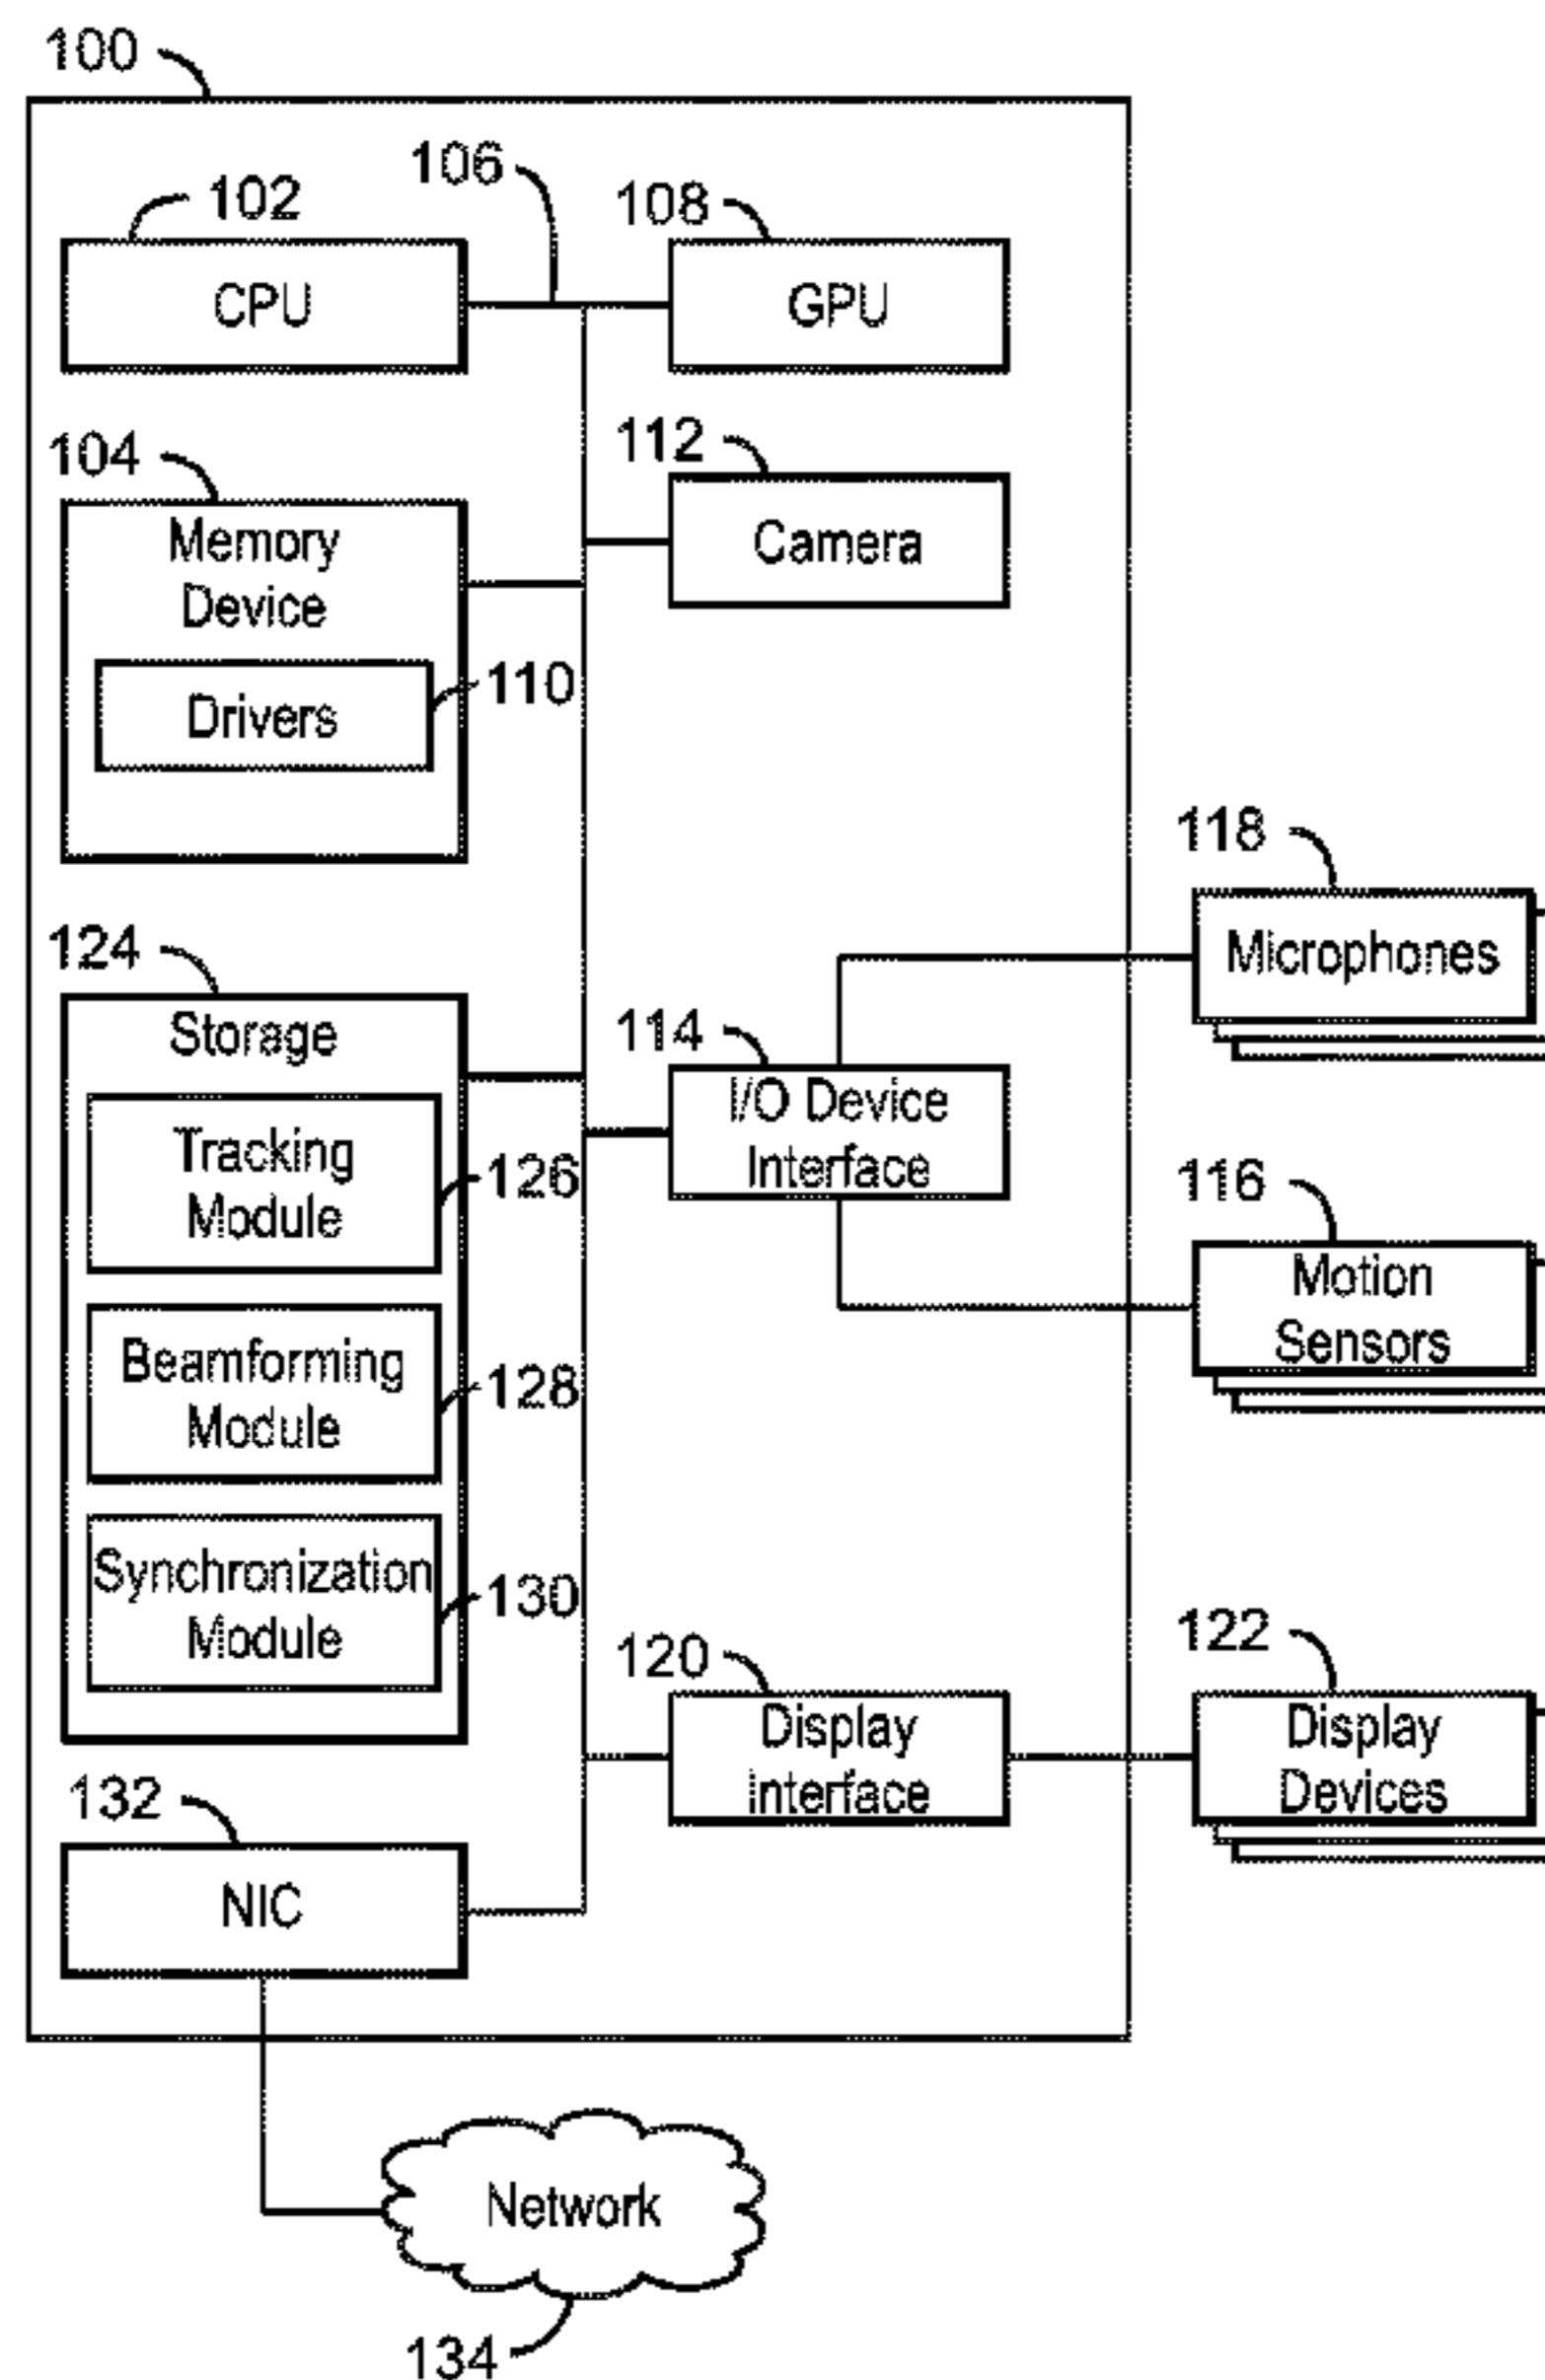 100
106
102
108
CPU
GPU
104
112
Memory
Device
Camera
110
Drivers
118
Microphones
124
Storage
114
I/O Device
Interface
Tracking
Module
126
116
Motion
Sensors
Beamforming
Module
128
Synchronization
Module
130
120
Display
interface
122
Display
Devices
132
NIC
Network
134